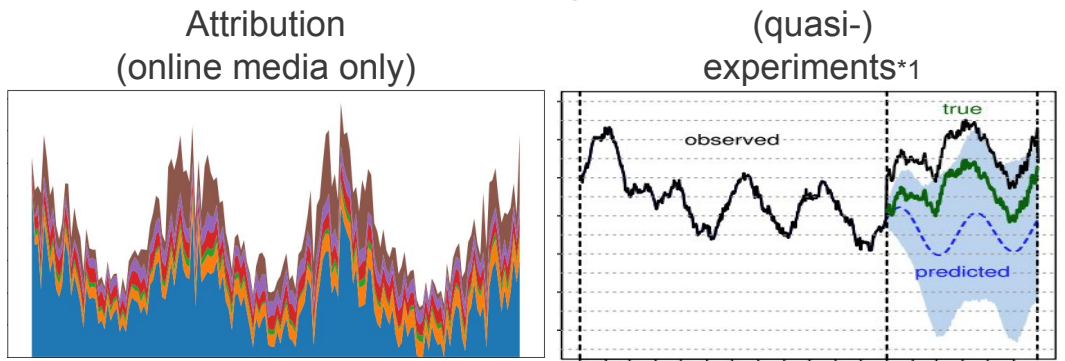 Attribution
(online media only)
(quasi-)
experiments*1
true
observed
predicted